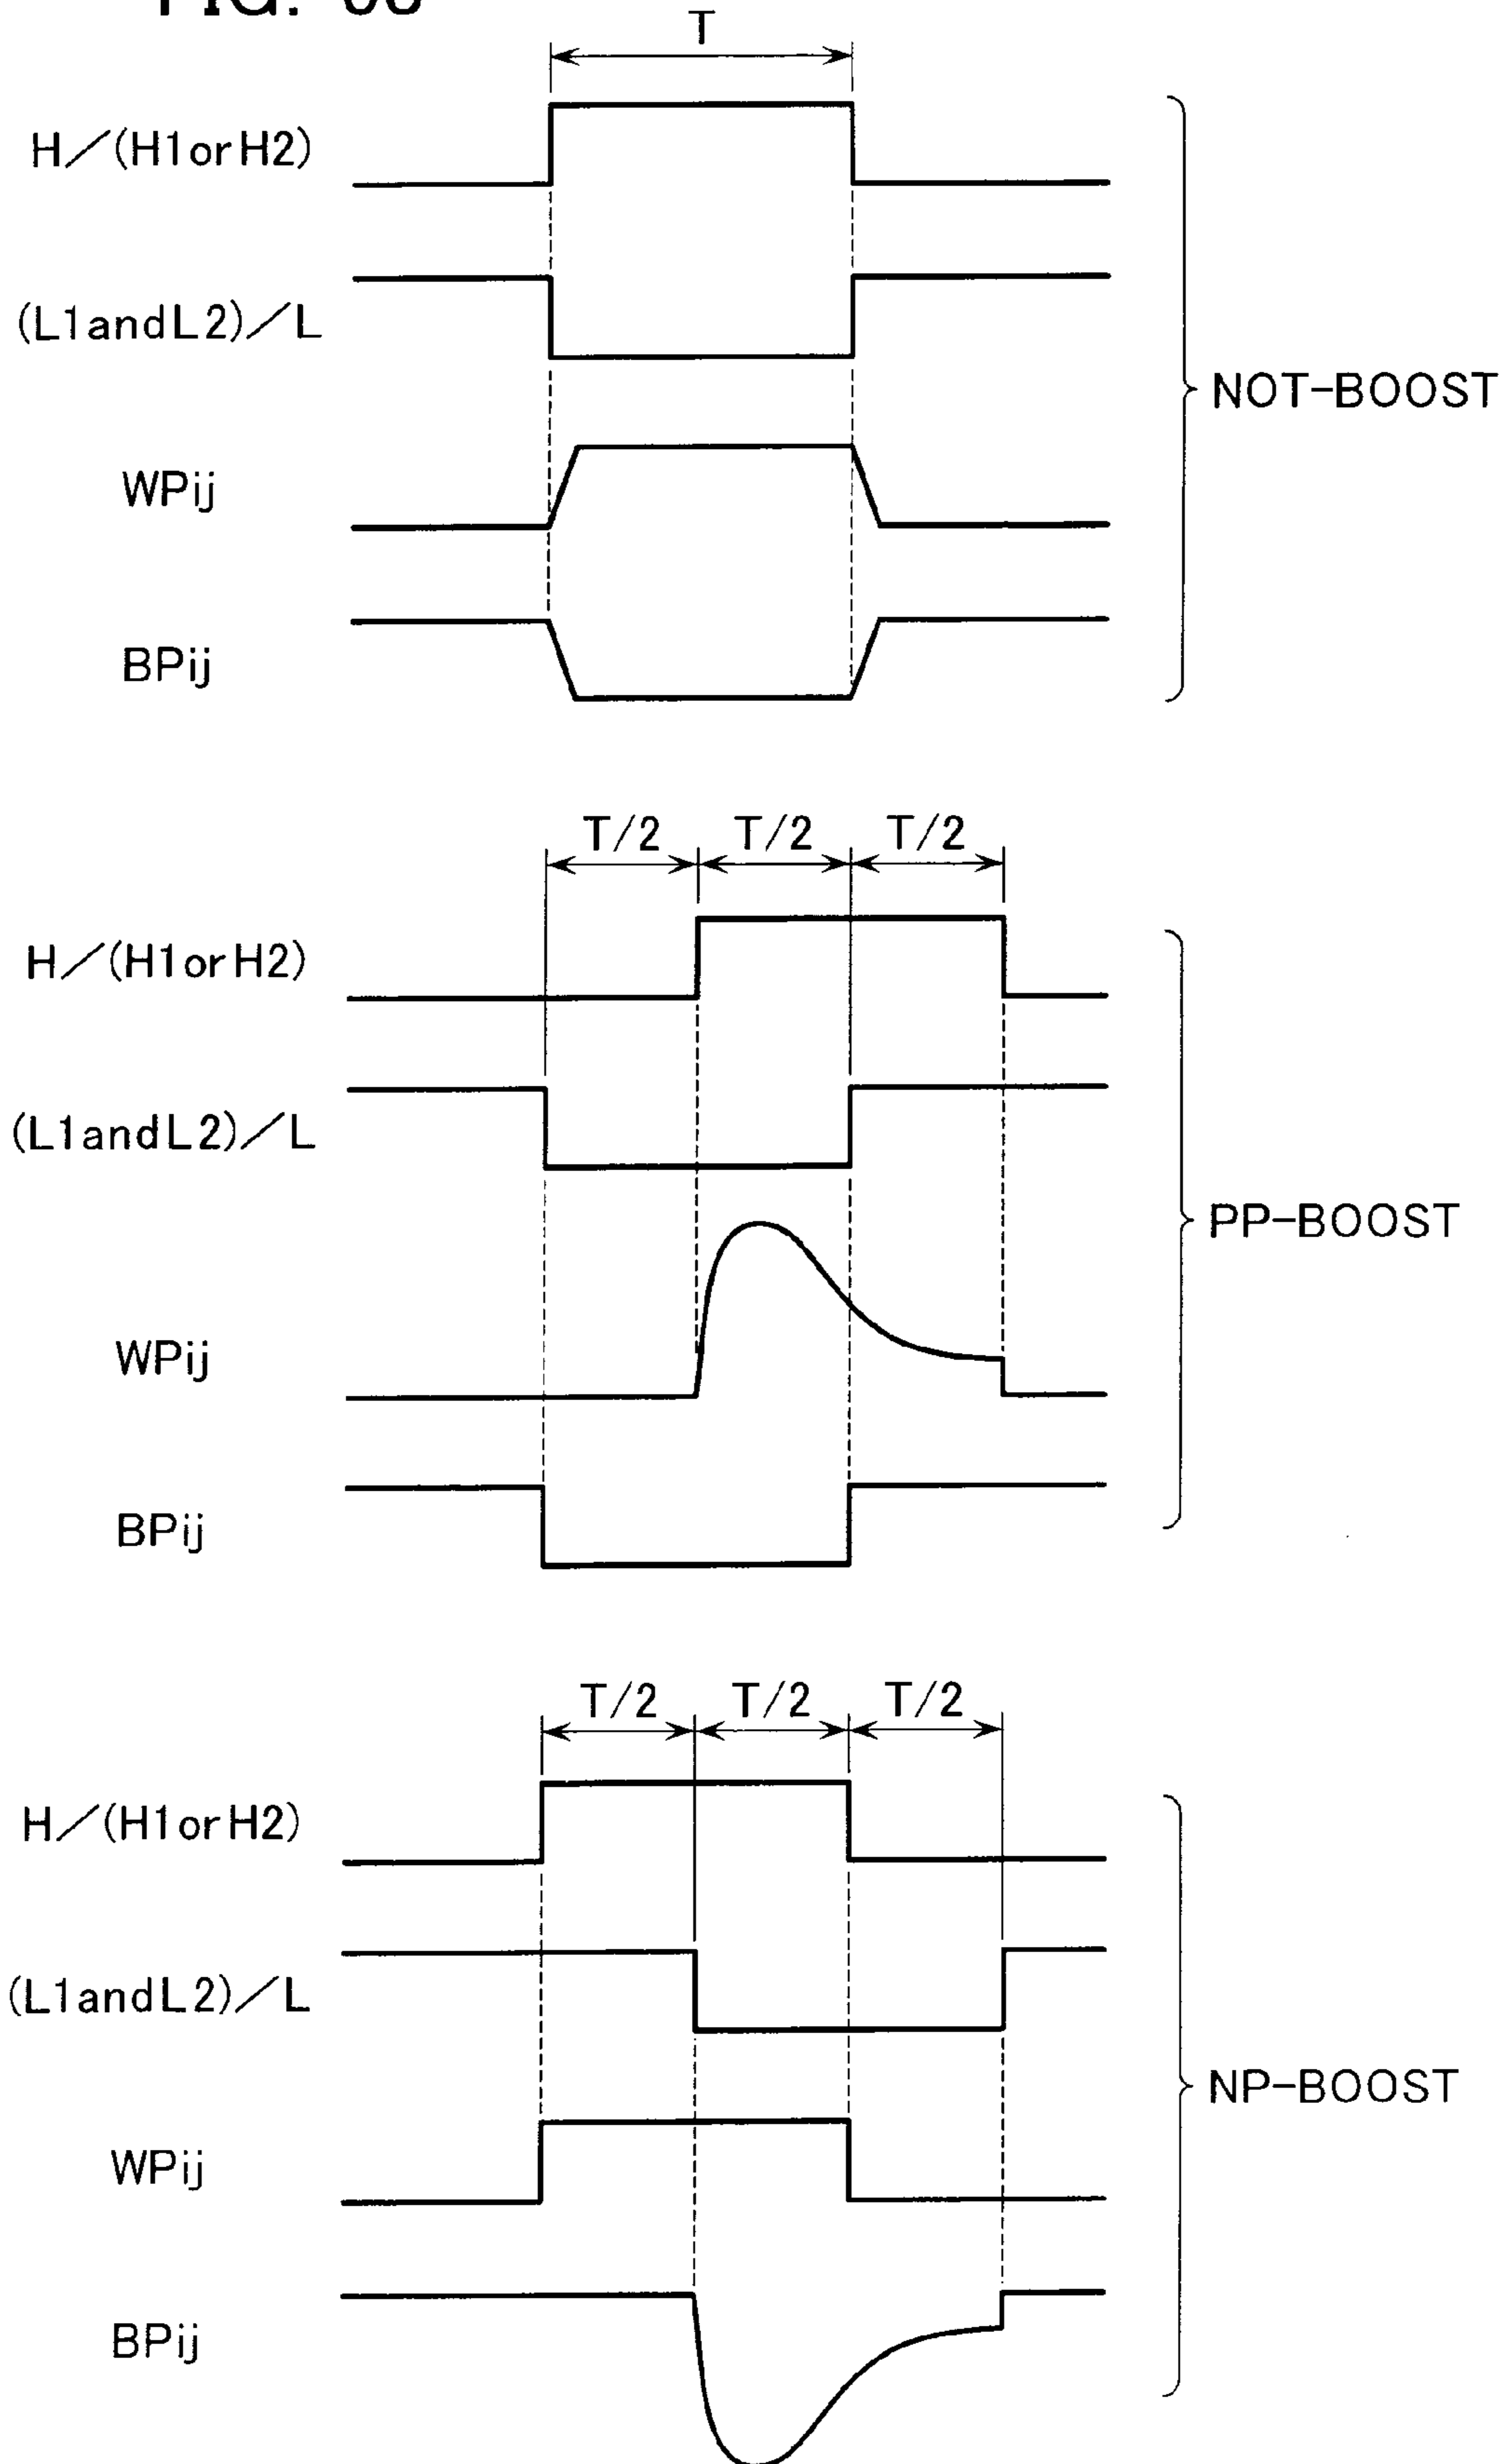 FIG.
T
H／(H1orH2)
(L1andL2)／L
WPij
BPij
NOT-BOOST
T/2 T/2 T/2
H／(H1orH2)
(L1andL2)／L
WPij
BPij
PP-BOOST
T/2 T/2 T/2
H／(H1orH2)
(L1andL2)／L
WPij
BPij
NP-BOOST